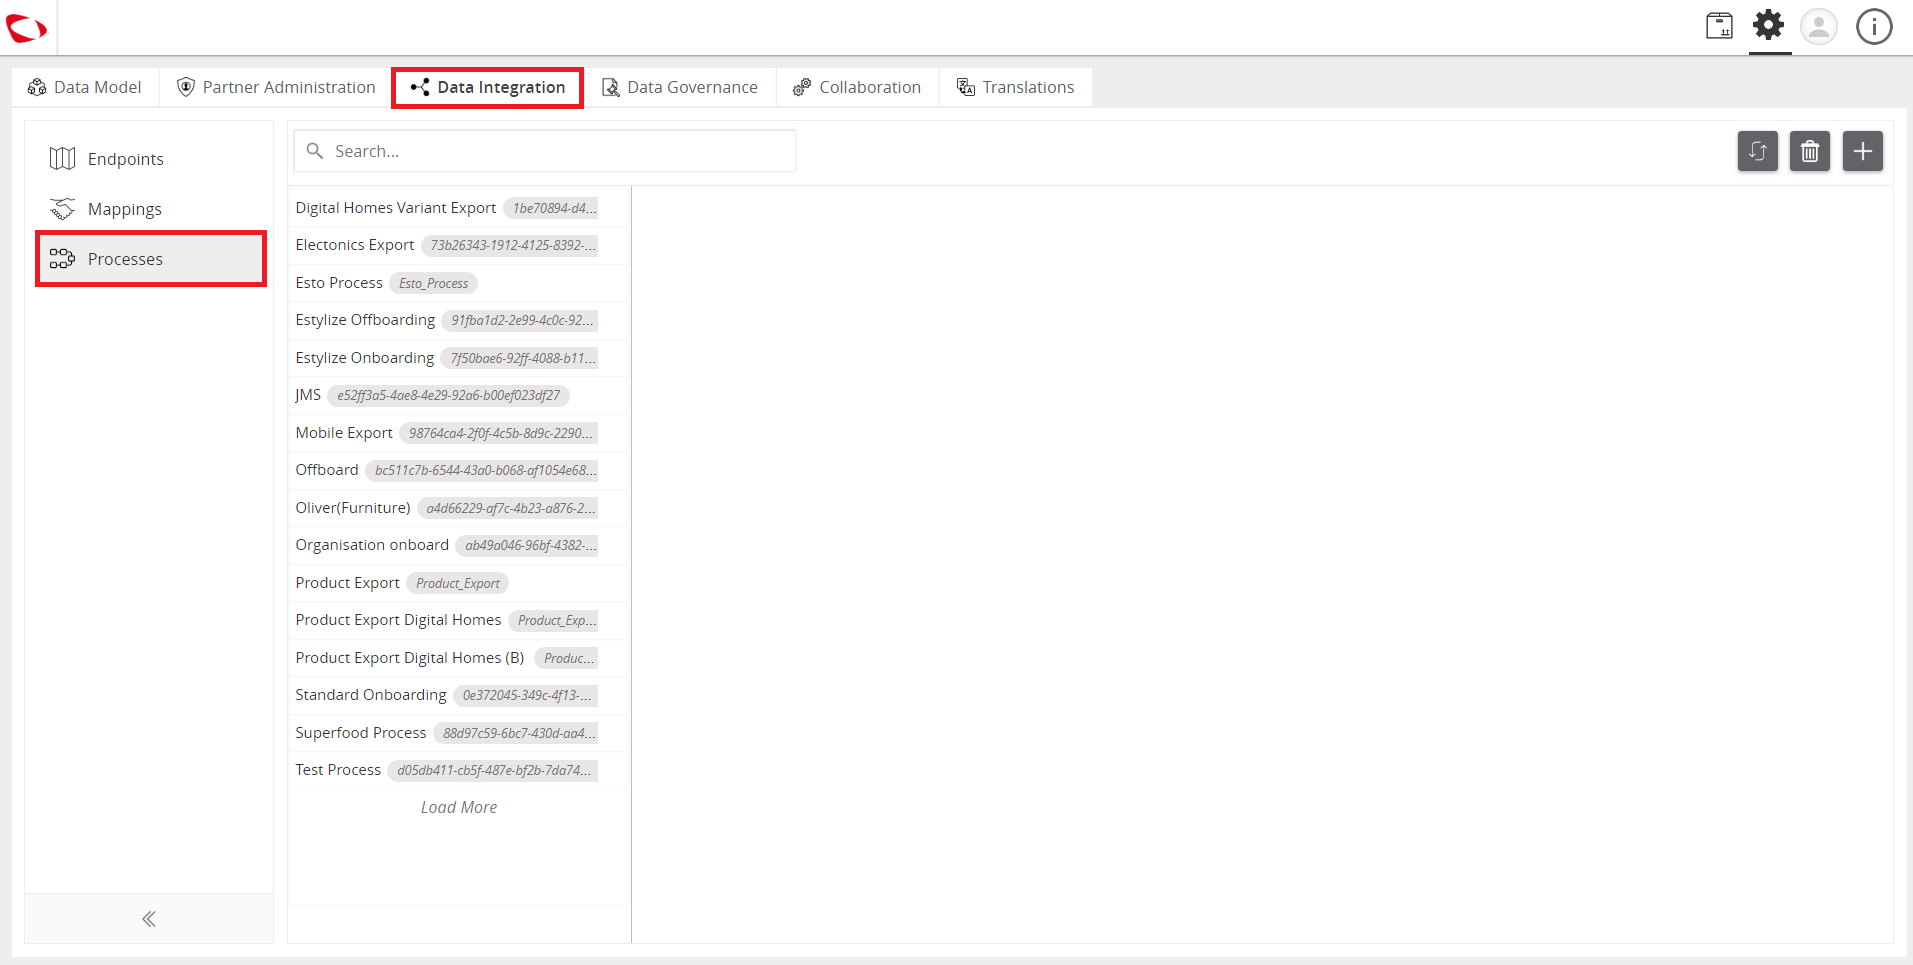 Data Model
Partner Administration
Data Integration
Data Governance
Collaboration
Translations
Endpoints
Mappings
Processes
Search...
Digital Homes Variant Export 1be70894-d4...
Electonics Export 73b26343-1912-4125-8392-...
Esto Process Esto_Process
Estylize Offboarding 91fba1d2-2e99-4c0c-92...
Estylize Onboarding 7f50bae6-92ff-4088-b11...
JMS e52ff3a5-4ae8-4e29-92a6-b00ef023df27
Mobile Export 98764ca4-2f0f-4c5b-8d9c-2290...
Offboard bc511c7b-6544-43a0-b068-af1054e68...
Oliver(Furniture) a4d66229-af7c-4b23-a876-2...
Organisation onboard ab49a046-96bf-4382-...
Product Export Product_Export
Product Export Digital Homes Product_Exp...
Product Export Digital Homes (B) Produc...
Standard Onboarding 0e372045-349c-4f13-...
Superfood Process 88d97c59-6bc7-430d-aa4...
Test Process d05db411-cb5f-487e-bf2b-7da74...
Load More